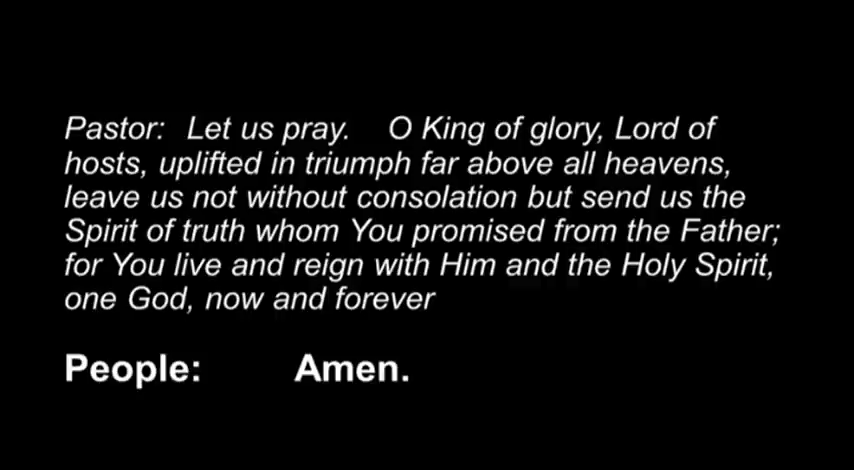 Pastor: Let us pray. O King of glory, Lord of
hosts, uplifted in triumph far above all heavens,
leave us not without consolation but send us the
Spirit of truth whom You promised from the Father;
for You live and reign with Him and the Holy Spirit,
one God, now and forever
People: Amen.